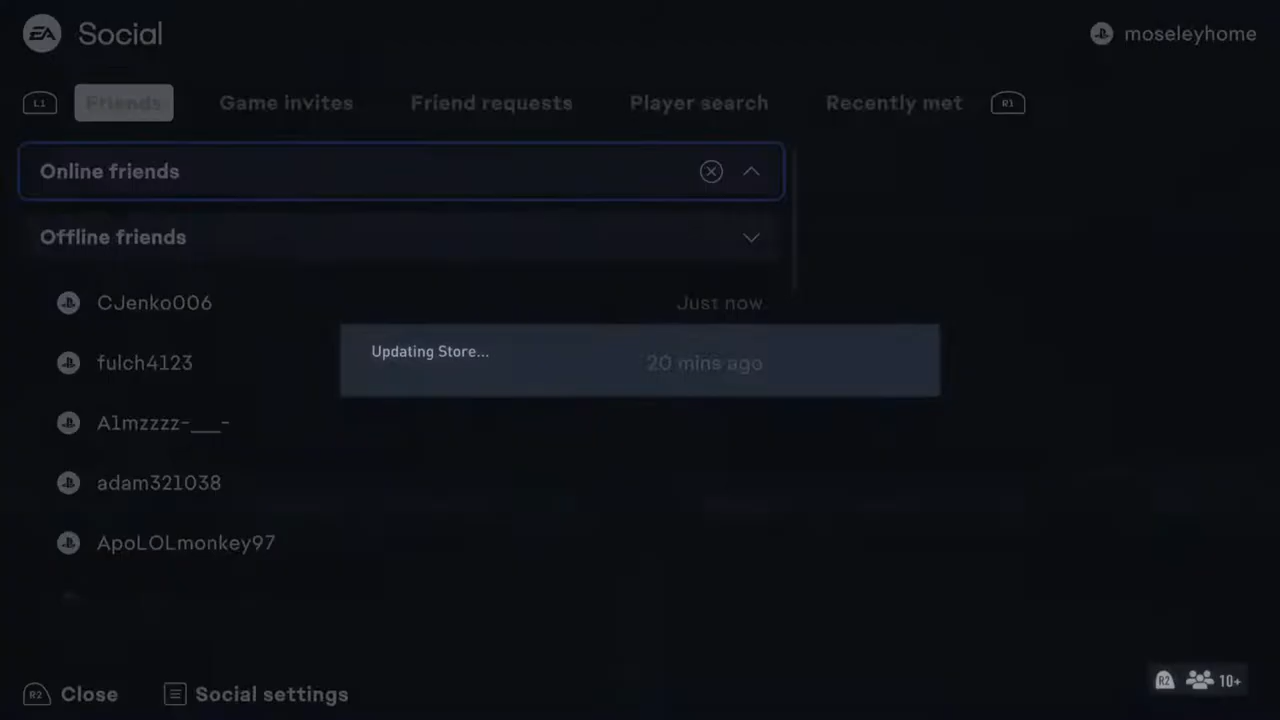 EA Social
moseleyhome
L1 Friends Game invites Friend requests Player search Recently met R1
Online friends
Offline friends
CJenko006 Just now
Updating Store...
fulch4123 20 mins ago
A1mzzzz-___-
adam321038
ApoLOLmonkey97
R2 10+
R2 Close Social settings